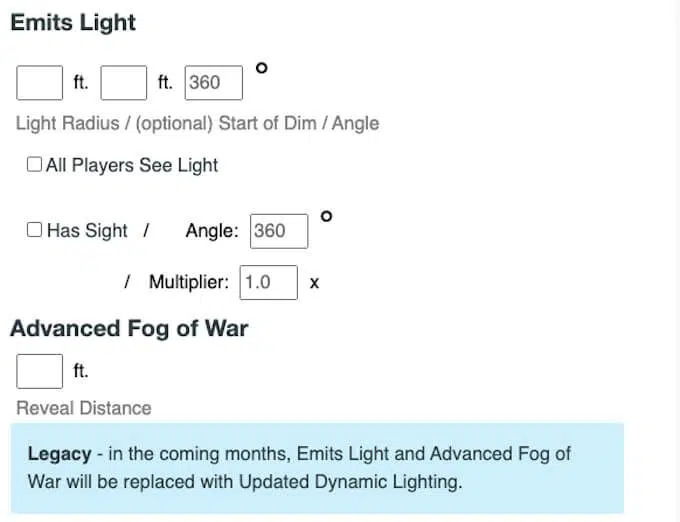 Emits Light
ft. ft. 360 °
Light Radius / (optional) Start of Dim / Angle
All Players See Light
Has Sight / Angle: 360 °
/ Multiplier: 1.0 x
Advanced Fog of War
ft.
Reveal Distance
Legacy - in the coming months, Emits Light and Advanced Fog of
War will be replaced with Updated Dynamic Lighting.